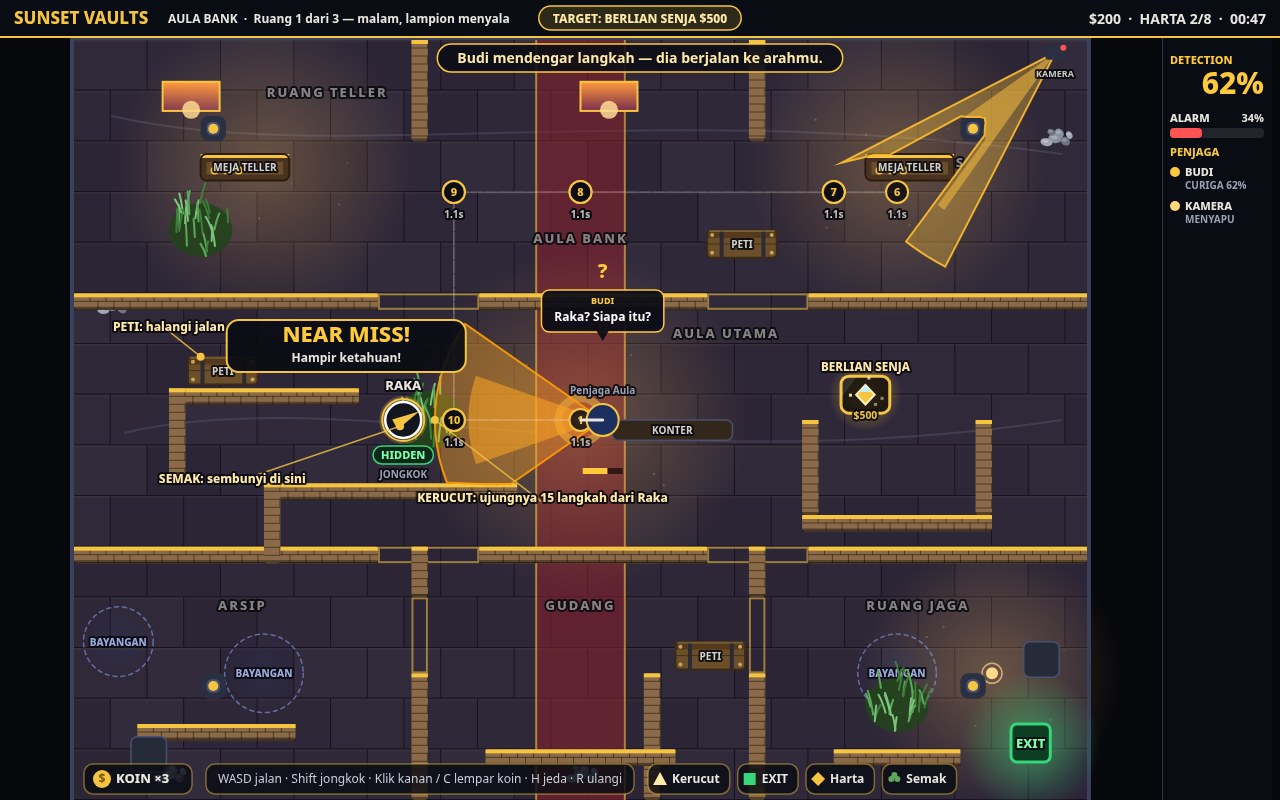 SUNSET VAULTS
AULA BANK · Ruang 1 dari 3 — malam, lampion menyala
TARGET: BERLIAN SENJA $500
$200 · HARTA 2/8 · 00:47
Budi mendengar langkah — dia berjalan ke arahmu.
DETECTION
62%
ALARM 34%
PENJAGA
BUDI
CURIGA 62%
KAMERA
MENYAPU
KAMERA
RUANG TELLER
MEJA TELLER
MEJA TELLER
S
9
8
7
6
1.1s
1.1s
1.1s
1.1s
AULA BANK
PETI
?
BUDI
Raka? Siapa itu?
AULA UTAMA
PETI: halangi jalan
NEAR MISS!
Hampir ketahuan!
PETI
BERLIAN SENJA
$500
RAKA
Penjaga Aula
10
1.1s
1.1s
KONTER
HIDDEN
JONGKOK
SEMAK: sembunyi di sini
KERUCUT: ujungnya 15 langkah dari Raka
ARSIP
GUDANG
RUANG JAGA
BAYANGAN
BAYANGAN
PETI
BAYANGAN
EXIT
$ KOIN ×3
WASD jalan · Shift jongkok · Klik kanan / C lempar koin · H jeda · R ulangi
Kerucut
EXIT
Harta
Semak